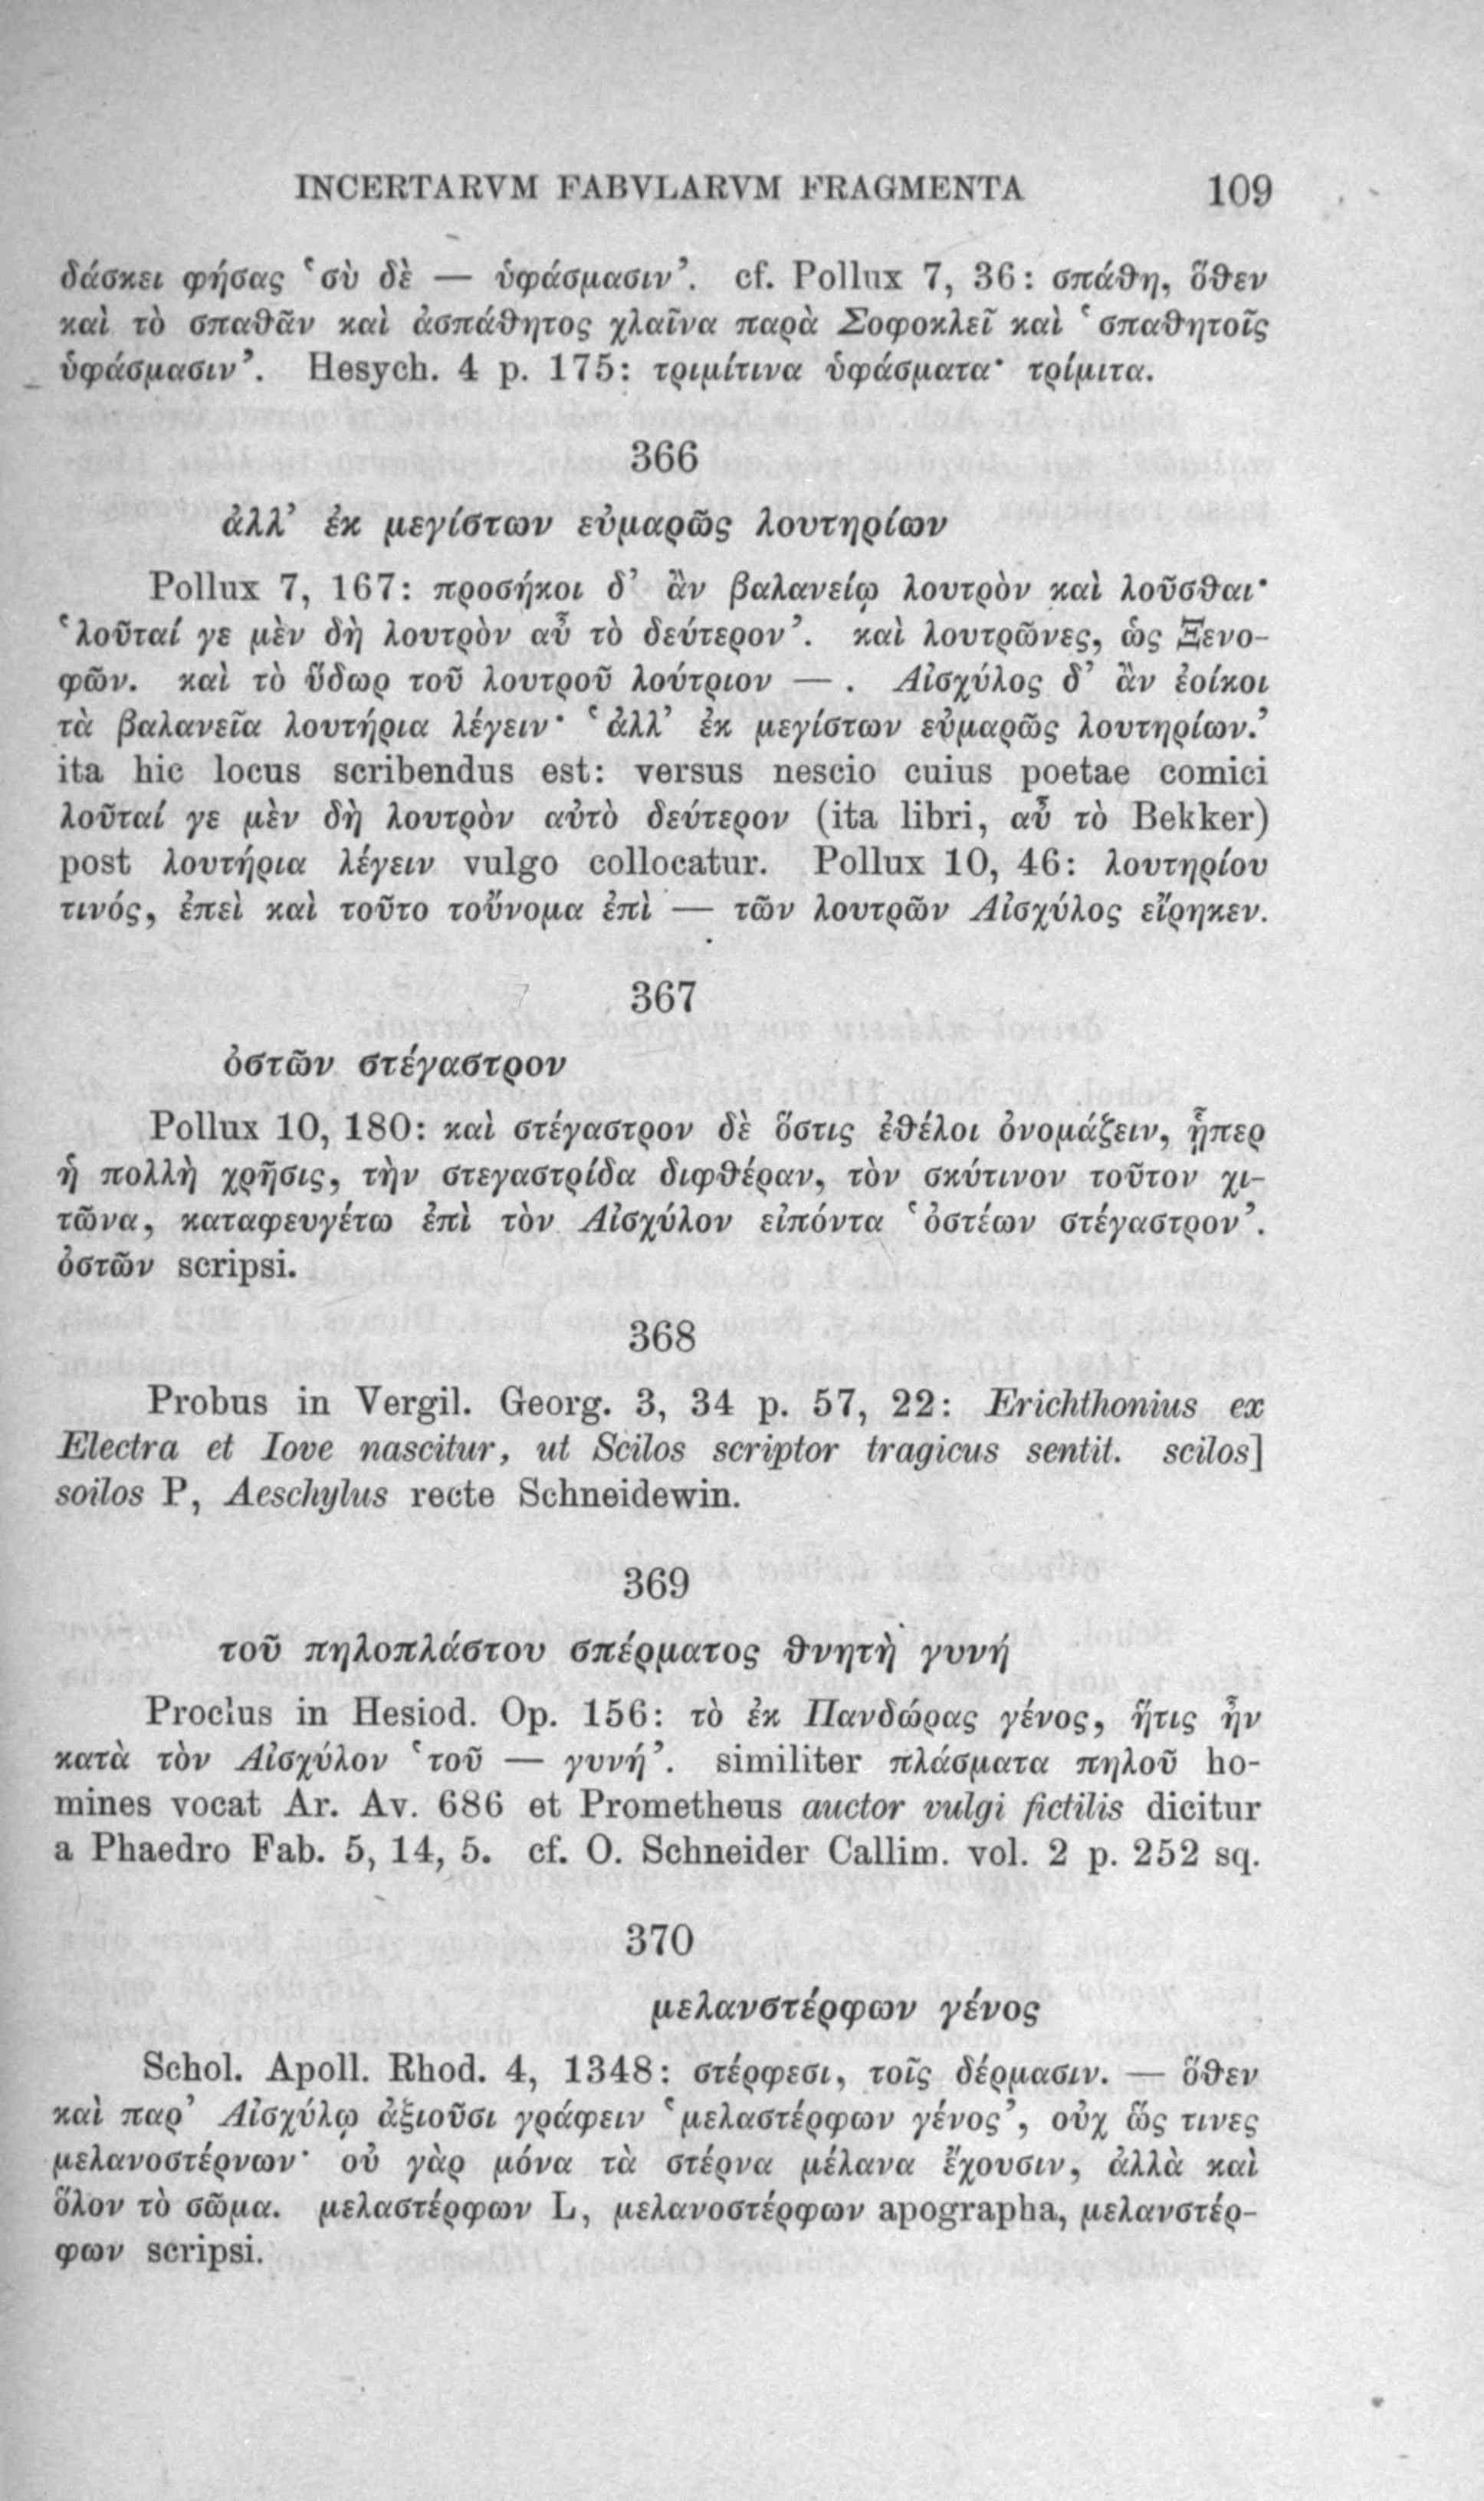 INCERTARVM FABVLARVM FRAGMENTA 109
δάσκει φήσας ‘σὺ δὲ — ὑφάσμασιν’. cf. Pollux 7, 36: σπάθη, ὅθεν
καὶ τὸ σπαθᾶν καὶ ἀσπάθητος χλαῖνα παρὰ Σοφοκλεῖ καὶ ‘σπαθητοῖς
ὑφάσμασιν’. Hesych. 4 p. 175: τριμίτινα ὑφάσματα· τρίμιτα.
366
ἀλλ’ ἐκ μεγίστων εὐμαρῶς λουτηρίων
Pollux 7, 167: προσήκοι δ’ ἂν βαλανείῳ λουτρὸν καὶ λοῦσθαι·
‘λοῦταί γε μὲν δὴ λουτρὸν αὖ τὸ δεύτερον’. καὶ λουτρῶνες, ὡς Ξενο-
φῶν. καὶ τὸ ὕδωρ τοῦ λουτροῦ λούτριον — . Αἰσχύλος δ’ ἂν ἐοίκοι
τὰ βαλανεῖα λουτήρια λέγειν· ‘ἀλλ’ ἐκ μεγίστων εὐμαρῶς λουτηρίων.’
ita hic locus scribendus est: versus nescio cuius poetae comici
λοῦταί γε μὲν δὴ λουτρὸν αὐτὸ δεύτερον (ita libri, αὖ τὸ Bekker)
post λουτήρια λέγειν vulgo collocatur. Pollux 10, 46: λουτηρίου
τινός, ἐπεὶ καὶ τοῦτο τοὔνομα ἐπὶ — τῶν λουτρῶν Αἰσχύλος εἴρηκεν.
367
ὀστῶν στέγαστρον
Pollux 10, 180: καὶ στέγαστρον δὲ ὅστις ἐθέλοι ὀνομάζειν, ᾗπερ
ἡ πολλὴ χρῆσις, τὴν στεγαστρίδα διφθέραν, τὸν σκύτινον τοῦτον χι-
τῶνα, καταφευγέτω ἐπὶ τὸν Αἰσχύλον εἰπόντα ‘ὀστέων στέγαστρον’.
ὀστῶν scripsi.
368
Probus in Vergil. Georg. 3, 34 p. 57, 22: Erichthonius ex
Electra et Iove nascitur, ut Scilos scriptor tragicus sentit. scilos]
soilos P, Aeschylus recte Schneidewin.
369
τοῦ πηλοπλάστου σπέρματος θνητὴ γυνή
Proclus in Hesiod. Op. 156: τὸ ἐκ Πανδώρας γένος, ἥτις ἦν
κατὰ τὸν Αἰσχύλον ‘τοῦ — γυνή’. similiter πλάσματα πηλοῦ ho-
mines vocat Ar. Av. 686 et Prometheus auctor vulgi fictilis dicitur
a Phaedro Fab. 5, 14, 5. cf. O. Schneider Callim. vol. 2 p. 252 sq.
370
μελανστέρφων γένος
Schol. Apoll. Rhod. 4, 1348: στέρφεσι, τοῖς δέρμασιν. — ὅθεν
καὶ παρ’ Αἰσχύλῳ ἀξιοῦσι γράφειν ‘μελαστέρφων γένος’, οὐχ ὥς τινες
μελανοστέρνων· οὐ γὰρ μόνα τὰ στέρνα μέλανα ἔχουσιν, ἀλλὰ καὶ
ὅλον τὸ σῶμα. μελαστέρφων L, μελανοστέρφων apographa, μελανστέρ-
φων scripsi.